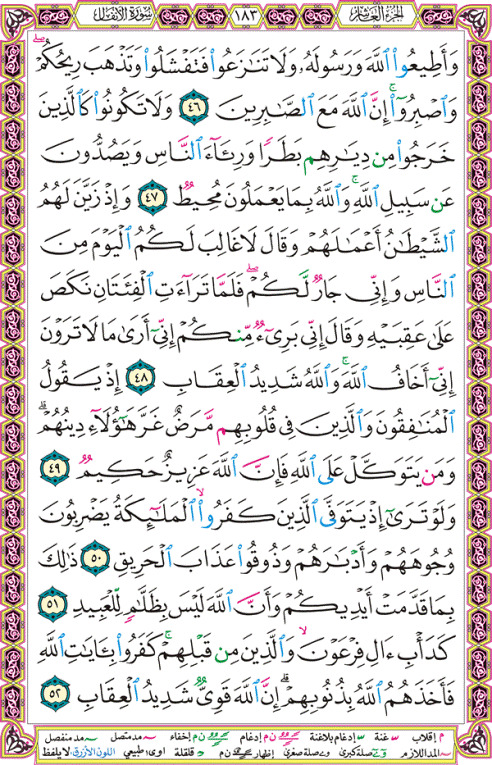 الجزء العاشر ١٨٣ سورة الأنفال
وَأَطِيعُواْ ٱللَّهَ وَرَسُولَهُۥ وَلَا تَنَٰزَعُواْ فَتَفۡشَلُواْ وَتَذۡهَبَ رِيحُكُمۡۖ
وَٱصۡبِرُوٓاْۚ إِنَّ ٱللَّهَ مَعَ ٱلصَّٰبِرِينَ ٤٦ وَلَا تَكُونُواْ كَٱلَّذِينَ
خَرَجُواْ مِن دِيَٰرِهِم بَطَرٗا وَرِئَآءَ ٱلنَّاسِ وَيَصُدُّونَ
عَن سَبِيلِ ٱللَّهِۚ وَٱللَّهُ بِمَا يَعۡمَلُونَ مُحِيطٞ ٤٧ وَإِذۡ زَيَّنَ لَهُمُ
ٱلشَّيۡطَٰنُ أَعۡمَٰلَهُمۡ وَقَالَ لَا غَالِبَ لَكُمُ ٱلۡيَوۡمَ مِنَ
ٱلنَّاسِ وَإِنِّي جَارٞ لَّكُمۡۖ فَلَمَّا تَرَآءَتِ ٱلۡفِئَتَانِ نَكَصَ
عَلَىٰ عَقِبَيۡهِ وَقَالَ إِنِّي بَرِيٓءٞ مِّنكُمۡ إِنِّيٓ أَرَىٰ مَا لَا تَرَوۡنَ
إِنِّيٓ أَخَافُ ٱللَّهَۚ وَٱللَّهُ شَدِيدُ ٱلۡعِقَابِ ٤٨ إِذۡ يَقُولُ
ٱلۡمُنَٰفِقُونَ وَٱلَّذِينَ فِي قُلُوبِهِم مَّرَضٌ غَرَّ هَٰٓؤُلَآءِ دِينُهُمۡۗ
وَمَن يَتَوَكَّلۡ عَلَى ٱللَّهِ فَإِنَّ ٱللَّهَ عَزِيزٌ حَكِيمٞ ٤٩
وَلَوۡ تَرَىٰٓ إِذۡ يَتَوَفَّى ٱلَّذِينَ كَفَرُواْ ٱلۡمَلَٰٓئِكَةُ يَضۡرِبُونَ
وُجُوهَهُمۡ وَأَدۡبَٰرَهُمۡ وَذُوقُواْ عَذَابَ ٱلۡحَرِيقِ ٥٠ ذَٰلِكَ
بِمَا قَدَّمَتۡ أَيۡدِيكُمۡ وَأَنَّ ٱللَّهَ لَيۡسَ بِظَلَّٰمٖ لِّلۡعَبِيدِ ٥١
كَدَأۡبِ ءَالِ فِرۡعَوۡنَ وَٱلَّذِينَ مِن قَبۡلِهِمۡۚ كَفَرُواْ بِـَٔايَٰتِ ٱللَّهِ
فَأَخَذَهُمُ ٱللَّهُ بِذُنُوبِهِمۡۚ إِنَّ ٱللَّهَ قَوِيّٞ شَدِيدُ ٱلۡعِقَابِ ٥٢
م إقلاب س غنة س إدغام بلاغنة ن م إدغام ن م إخفاء مد متصل مد منفصل
المد اللازم صلة كبرى صلة صغرى إظهار ن م قلقلة اوى طبيعي اللون الأزرق لا يلفظ